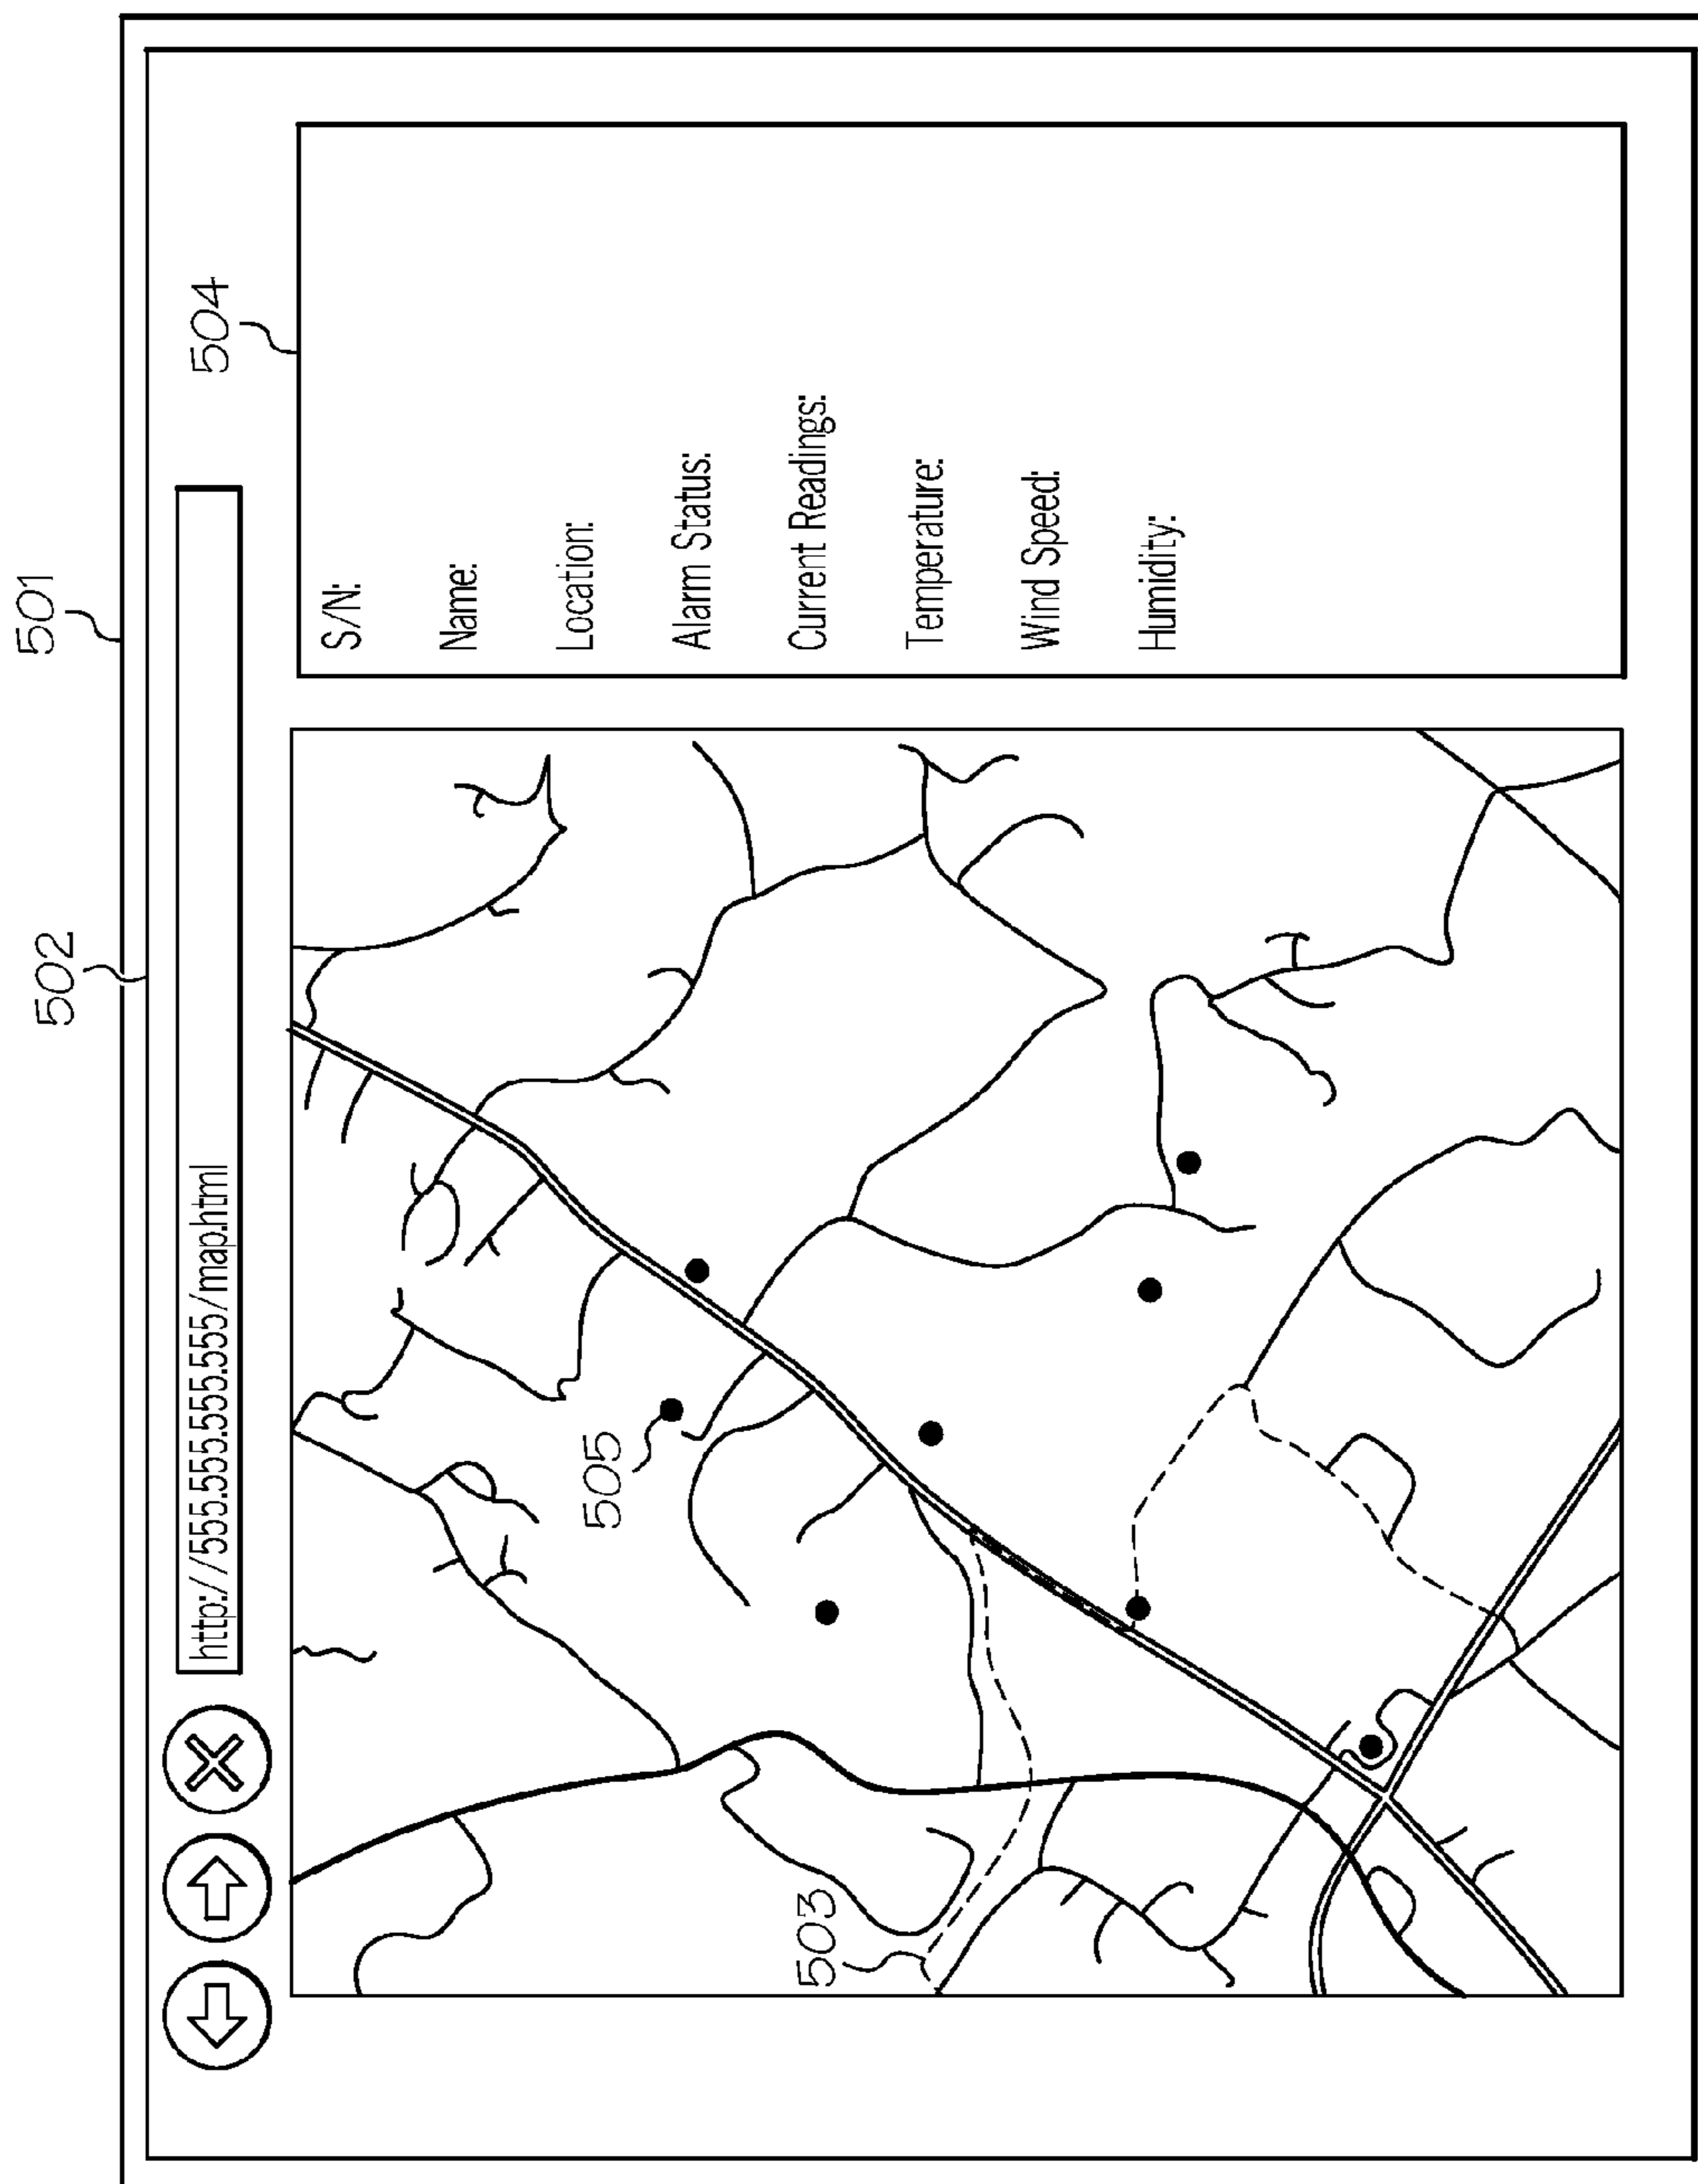 501
502
http://555.555.555.555/map.html
504
S/N:
Name:
Location:
Alarm Status:
Current Readings:
Temperature:
Wind Speed:
Humidity:
505
503